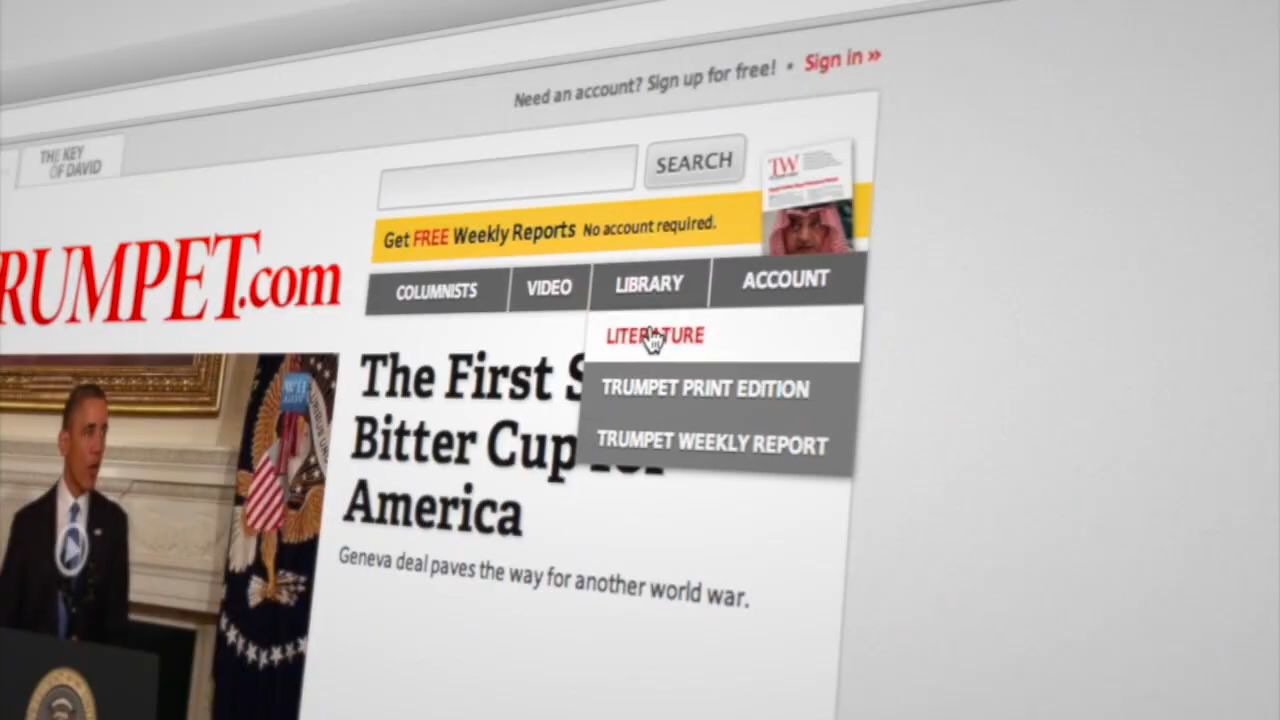 Need an account? Sign up for free! • Sign in »
THE KEY
OF DAVID
SEARCH
TW
Get FREE Weekly Reports No account required.
RUMPET.com
COLUMNISTS
VIDEO
LIBRARY
ACCOUNT
LITERATURE
TRUMPET PRINT EDITION
TRUMPET WEEKLY REPORT
The First S
Bitter Cup for
America
Geneva deal paves the way for another world war.